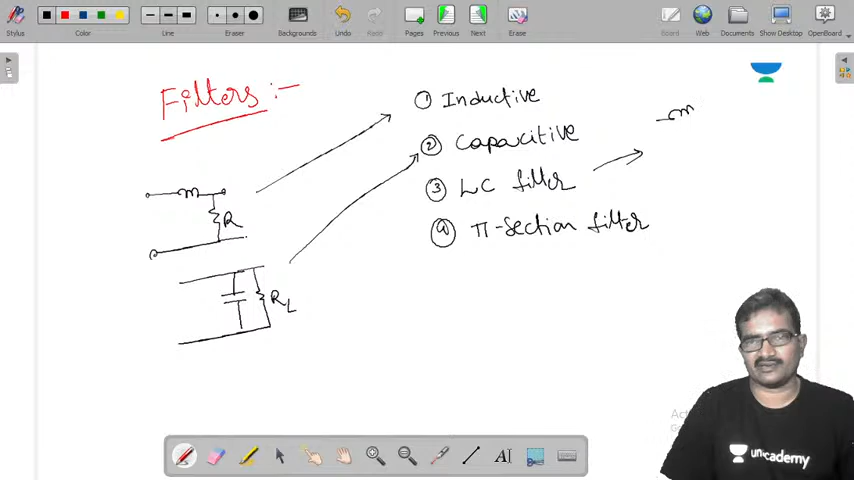 Stylus
Color
Line
Eraser
Backgrounds
Undo
Redo
Pages
Previous
Next
Erase
Board
Web
Documents
Show Desktop
OpenBoard
Filters :-
① Inductive
② Capacitive
③ LC filter
④ π-Section filter
R
RL
unacademy